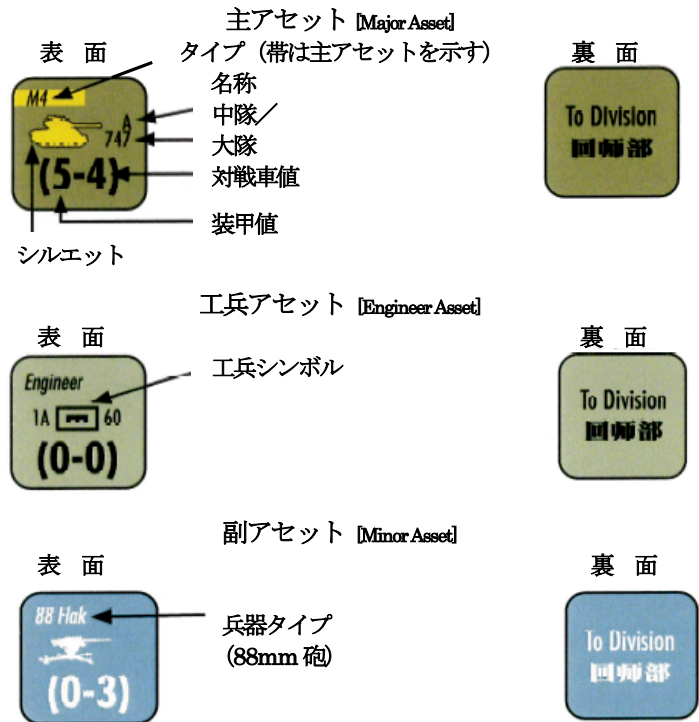 主アセット [Major Asset]
表 面
タイプ（帯は主アセットを示す）
裏 面
M4
名称
A
中隊／
747
大隊
(5-4)
対戦車値
装甲値
シルエット
To Division
回师部
工兵アセット [Engineer Asset]
表 面
裏 面
Engineer
工兵シンボル
1A 60
(0-0)
To Division
回师部
副アセット [Minor Asset]
表 面
裏 面
88 Flak
兵器タイプ
(88mm 砲)
(0-3)
To Division
回师部